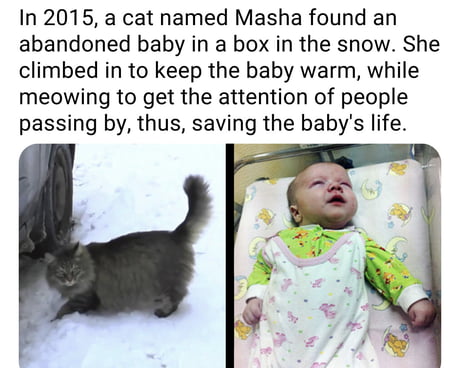 In 2015, a cat named Masha found an
abandoned baby in a box in the snow. She
climbed in to keep the baby warm, while
meowing to get the attention of people
passing by, thus, saving the baby's life.